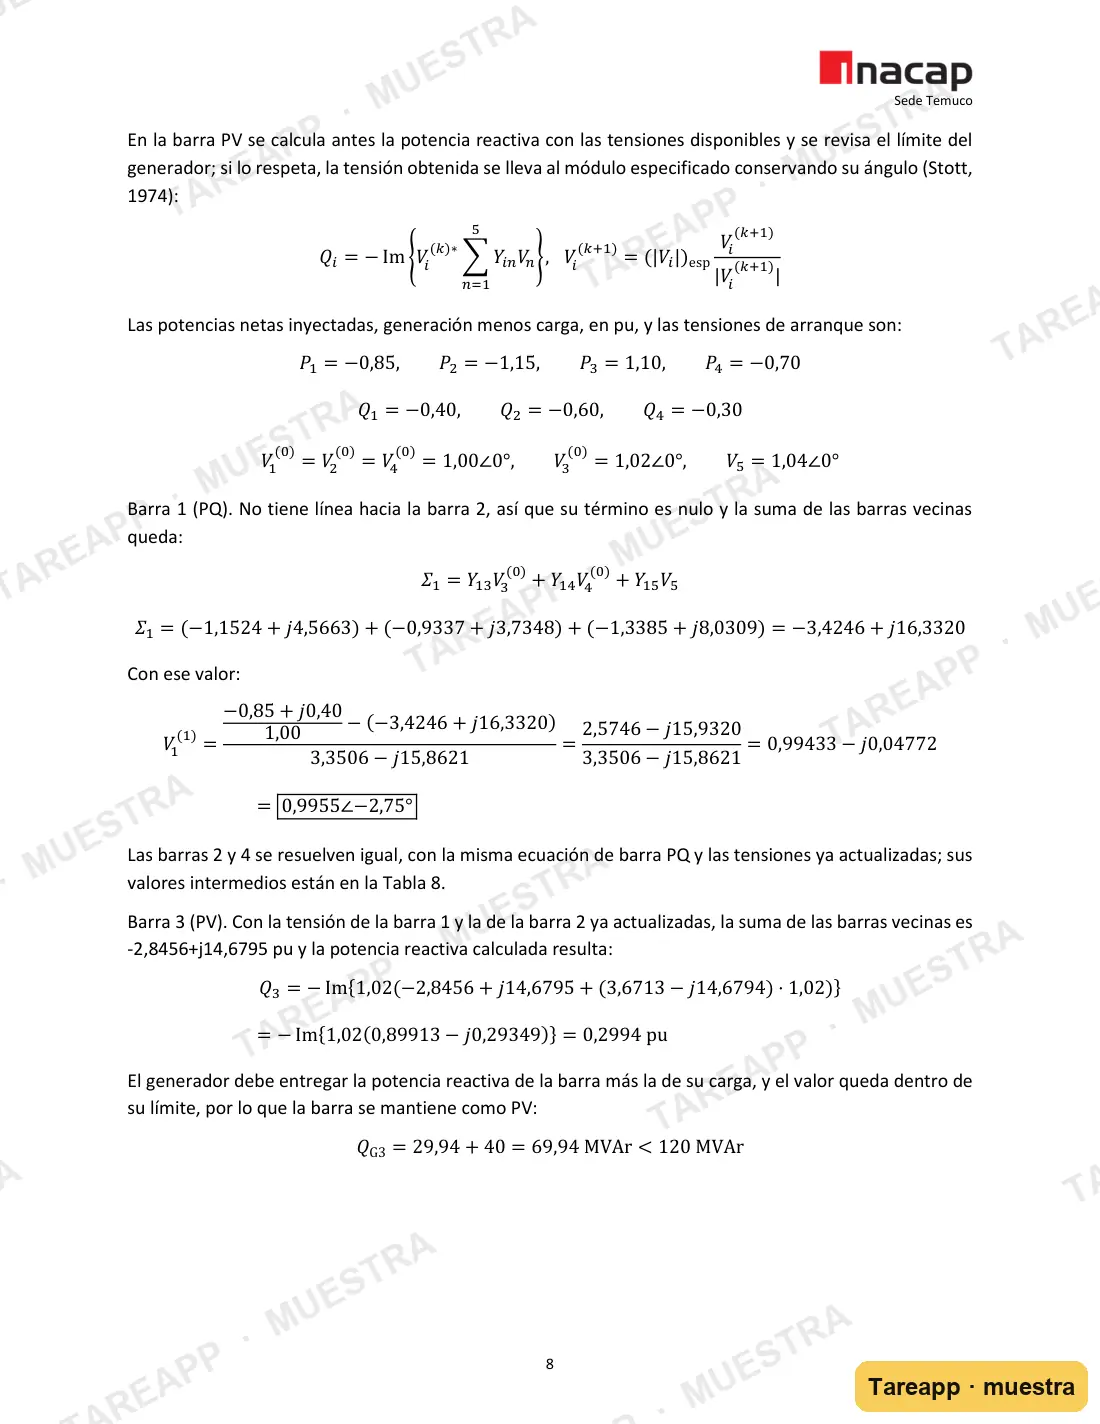 inacap
Sede Temuco
En la barra PV se calcula antes la potencia reactiva con las tensiones disponibles y se revisa el límite del
generador; si lo respeta, la tensión obtenida se lleva al módulo especificado conservando su ángulo (Stott,
1974):
Q_i = − Im{V_i^(k)* ∑_{n=1}^{5} Y_in V_n}, V_i^(k+1) = (|V_i|)_esp V_i^(k+1) / |V_i^(k+1)|
Las potencias netas inyectadas, generación menos carga, en pu, y las tensiones de arranque son:
P_1 = −0,85, P_2 = −1,15, P_3 = 1,10, P_4 = −0,70
Q_1 = −0,40, Q_2 = −0,60, Q_4 = −0,30
V_1^(0) = V_2^(0) = V_4^(0) = 1,00∠0°, V_3^(0) = 1,02∠0°, V_5 = 1,04∠0°
Barra 1 (PQ). No tiene línea hacia la barra 2, así que su término es nulo y la suma de las barras vecinas
queda:
Σ_1 = Y_13 V_3^(0) + Y_14 V_4^(0) + Y_15 V_5
Σ_1 = (−1,1524 + j4,5663) + (−0,9337 + j3,7348) + (−1,3385 + j8,0309) = −3,4246 + j16,3320
Con ese valor:
V_1^(1) = ((−0,85 + j0,40)/1,00 − (−3,4246 + j16,3320)) / (3,3506 − j15,8621) = (2,5746 − j15,9320) / (3,3506 − j15,8621) = 0,99433 − j0,04772
= 0,9955∠−2,75°
Las barras 2 y 4 se resuelven igual, con la misma ecuación de barra PQ y las tensiones ya actualizadas; sus
valores intermedios están en la Tabla 8.
Barra 3 (PV). Con la tensión de la barra 1 y la de la barra 2 ya actualizadas, la suma de las barras vecinas es
-2,8456+j14,6795 pu y la potencia reactiva calculada resulta:
Q_3 = − Im{1,02(−2,8456 + j14,6795 + (3,6713 − j14,6794) · 1,02)}
= − Im{1,02(0,89913 − j0,29349)} = 0,2994 pu
El generador debe entregar la potencia reactiva de la barra más la de su carga, y el valor queda dentro de
su límite, por lo que la barra se mantiene como PV:
Q_G3 = 29,94 + 40 = 69,94 MVAr < 120 MVAr
8
Tareapp · muestra
TAREAPP · MUESTRA